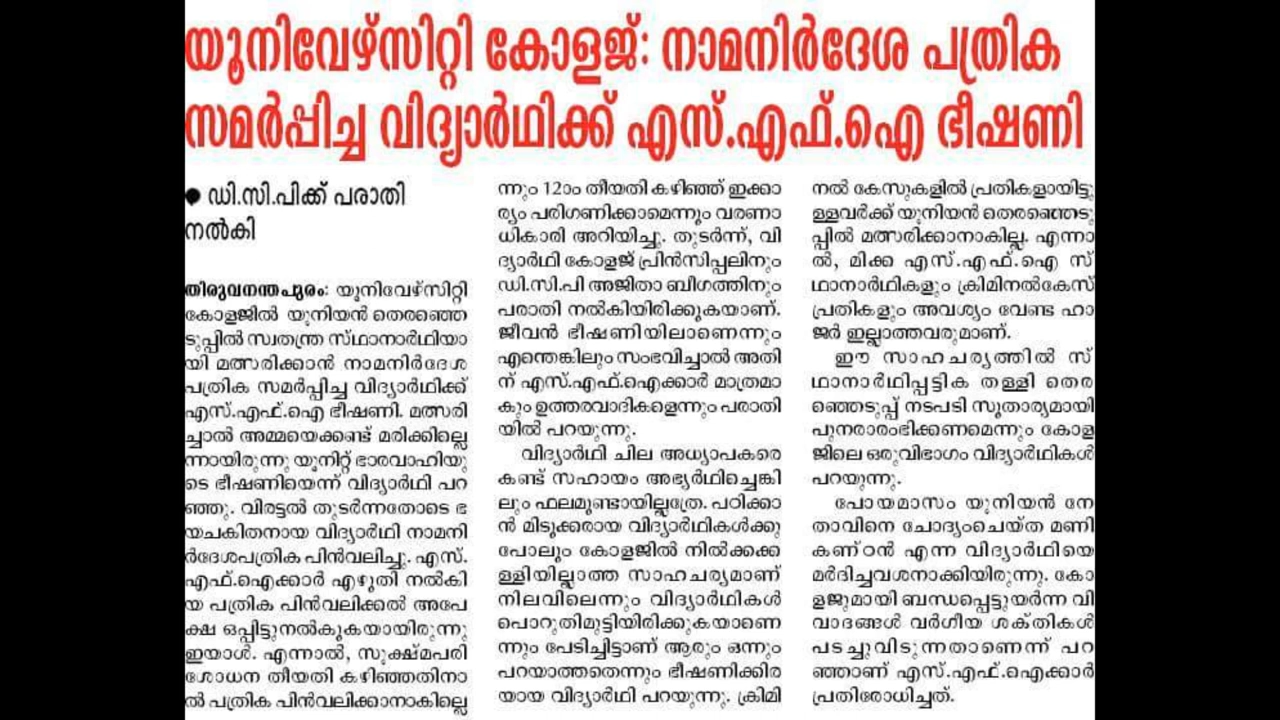 യൂനിവേഴ്സിറ്റി കോളജ്: നാമനിർദേശ പത്രിക
സമർപ്പിച്ച വിദ്യാർഥിക്ക് എസ്.എഫ്.ഐ ഭീഷണി
● ഡി.സി.പിക്ക് പരാതി
നൽകി
തിരുവനന്തപുരം: യൂനിവേഴ്സിറ്റി
കോളജിൽ യൂനിയൻ തെരഞ്ഞെ
ടുപ്പിൽ സ്വതന്ത്ര സ്ഥാനാർഥിയാ
യി മത്സരിക്കാൻ നാമനിർദേശ
പത്രിക സമർപ്പിച്ച വിദ്യാർഥിക്ക്
എസ്.എഫ്.ഐ ഭീഷണി. മത്സരി
ച്ചാൽ അമ്മയെക്കണ്ട് മരിക്കില്ലെ
ന്നായിരുന്നു യൂനിറ്റ് ഭാരവാഹിയു
ടെ ഭീഷണിയെന്ന് വിദ്യാർഥി പറ
ഞ്ഞു. വിരട്ടൽ തുടർന്നതോടെ ഭ
യചകിതനായ വിദ്യാർഥി നാമനി
ർദേശപത്രിക പിൻവലിച്ചു. എസ്.
എഫ്.ഐക്കാർ എഴുതി നൽകി
യ പത്രിക പിൻവലിക്കൽ അപേ
ക്ഷ ഒപ്പിട്ടുനൽകുകയായിരുന്നു
ഇയാൾ. എന്നാൽ, സൂക്ഷ്മപരി
ശോധന തീയതി കഴിഞ്ഞതിനാ
ൽ പത്രിക പിൻവലിക്കാനാകില്ലെ
ന്നും 12ാം തീയതി കഴിഞ്ഞ് ഇക്കാ
ര്യം പരിഗണിക്കാമെന്നും വരണാ
ധികാരി അറിയിച്ചു. തുടർന്ന്, വി
ദ്യാർഥി കോളജ് പ്രിൻസിപ്പലിനും
ഡി.സി.പി അജിതാ ബീഗത്തിനും
പരാതി നൽകിയിരിക്കുകയാണ്.
ജീവൻ ഭീഷണിയിലാണെന്നും
എന്തെങ്കിലും സംഭവിച്ചാൽ അതി
ന് എസ്.എഫ്.ഐക്കാർ മാത്രമാ
കും ഉത്തരവാദികളെന്നും പരാതി
യിൽ പറയുന്നു.
വിദ്യാർഥി ചില അധ്യാപകരെ
കണ്ട് സഹായം അഭ്യർഥിച്ചെങ്കി
ലും ഫലമുണ്ടായില്ലത്രേ. പഠിക്കാ
ൻ മിടുക്കരായ വിദ്യാർഥികൾക്കു
പോലും കോളജിൽ നിൽക്കക്ക
ള്ളിയില്ലാത്ത സാഹചര്യമാണ്
നിലവിലെന്നും വിദ്യാർഥികൾ
പൊറുതിമുട്ടിയിരിക്കുകയാണെ
ന്നും പേടിച്ചിട്ടാണ് ആരും ഒന്നും
പറയാത്തതെന്നും ഭീഷണിക്കിര
യായ വിദ്യാർഥി പറയുന്നു. ക്രിമി
നൽ കേസുകളിൽ പ്രതികളായിട്ടു
ള്ളവർക്ക് യൂനിയൻ തെരഞ്ഞെടു
പ്പിൽ മത്സരിക്കാനാകില്ല. എന്നാ
ൽ, മിക്ക എസ്.എഫ്.ഐ സ്
ഥാനാർഥികളും ക്രിമിനൽകേസ്
പ്രതികളും അവശ്യം വേണ്ട ഹാ
ജർ ഇല്ലാത്തവരുമാണ്.
ഈ സാഹചര്യത്തിൽ സ്
ഥാനാർഥിപ്പട്ടിക തള്ളി തെര
ഞ്ഞെടുപ്പ് നടപടി സുതാര്യമായി
പുനരാരംഭിക്കണമെന്നും കോള
ജിലെ ഒരുവിഭാഗം വിദ്യാർഥികൾ
പറയുന്നു.
പോയമാസം യൂനിയൻ നേ
താവിനെ ചോദ്യംചെയ്ത മണി
കണ്ഠൻ എന്ന വിദ്യാർഥിയെ
മർദിച്ചവശനാക്കിയിരുന്നു. കോ
ളജുമായി ബന്ധപ്പെട്ടുയർന്ന വി
വാദങ്ങൾ വർഗീയ ശക്തികൾ
പടച്ചുവിടുന്നതാണെന്ന് പറ
ഞ്ഞാണ് എസ്.എഫ്.ഐക്കാർ
പ്രതിരോധിച്ചത്.